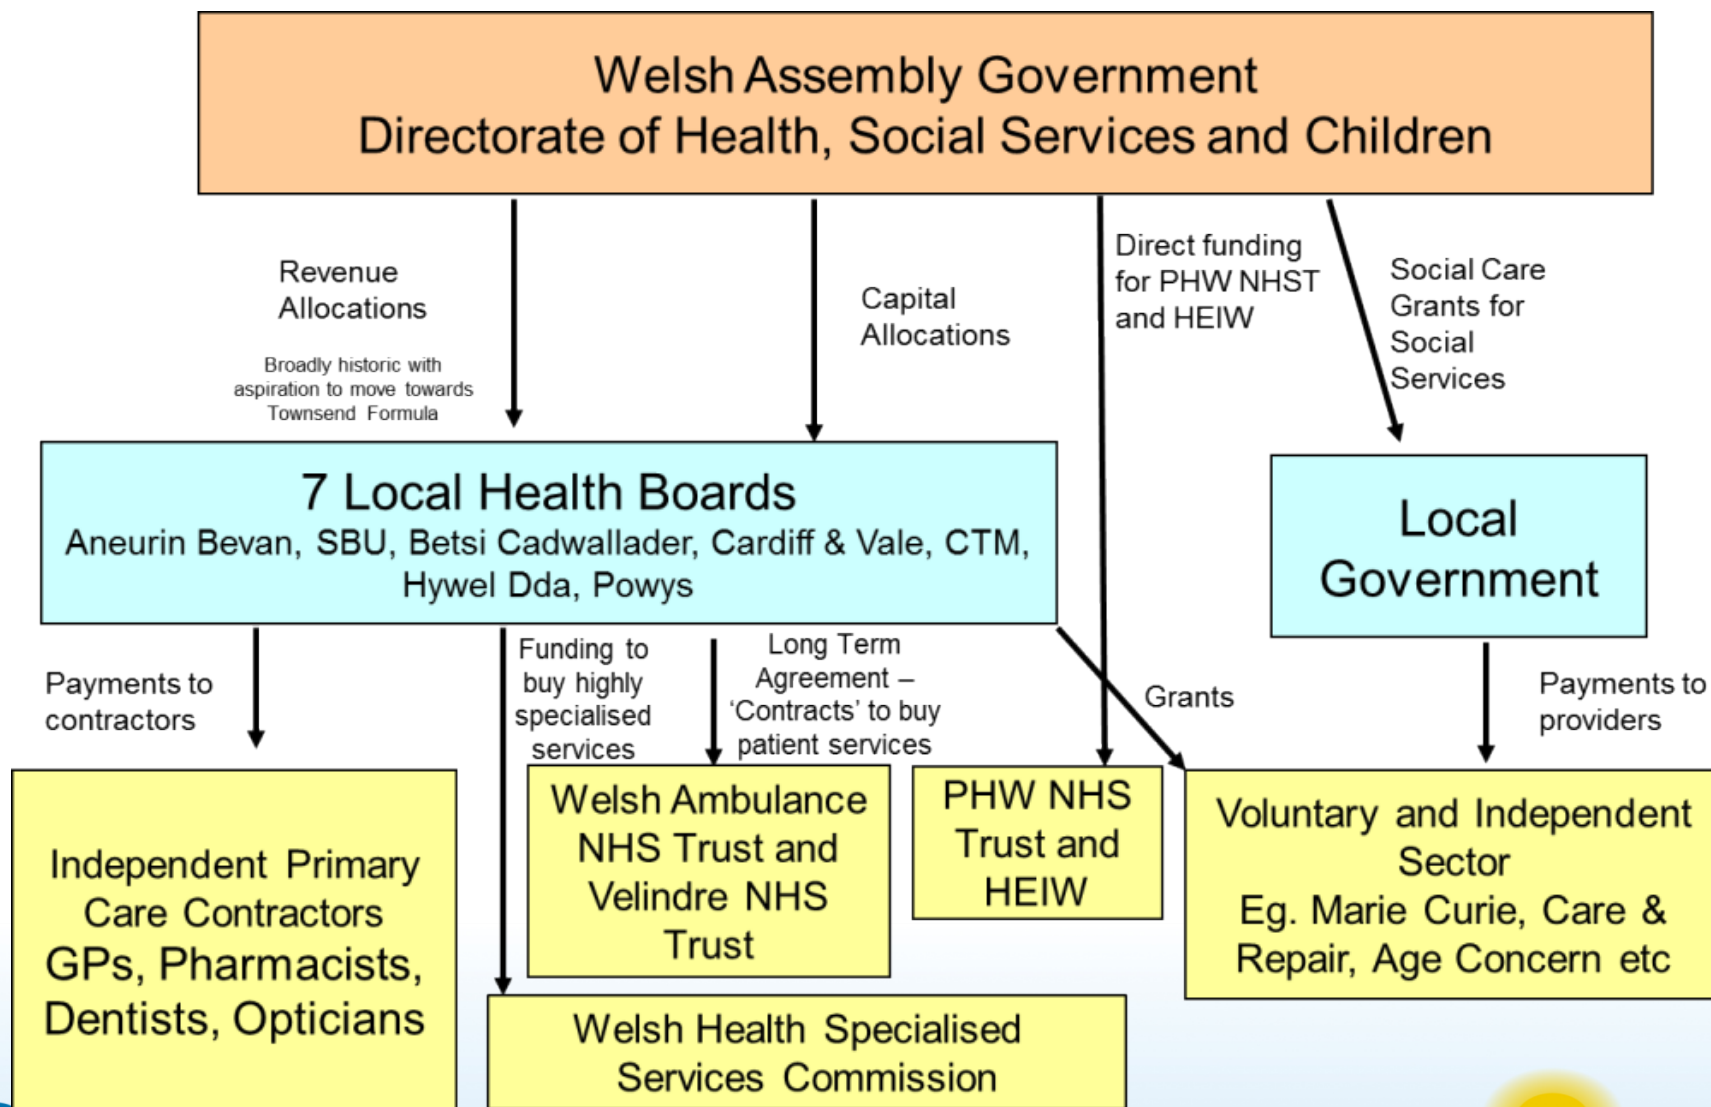 Welsh Assembly Government
Directorate of Health, Social Services and Children
Revenue
Allocations
Broadly historic with
aspiration to move towards
Townsend Formula
Capital
Allocations
Direct funding
for PHW NHST
and HEIW
Social Care
Grants for
Social
Services
7 Local Health Boards
Aneurin Bevan, SBU, Betsi Cadwallader, Cardiff & Vale, CTM,
Hywel Dda, Powys
Local
Government
Payments to
contractors
Funding to
buy highly
specialised
services
Long Term
Agreement –
‘Contracts’ to buy
patient services
Grants
Payments to
providers
Independent Primary
Care Contractors
GPs, Pharmacists,
Dentists, Opticians
Welsh Ambulance
NHS Trust and
Velindre NHS
Trust
PHW NHS
Trust and
HEIW
Voluntary and Independent
Sector
Eg. Marie Curie, Care &
Repair, Age Concern etc
Welsh Health Specialised
Services Commission